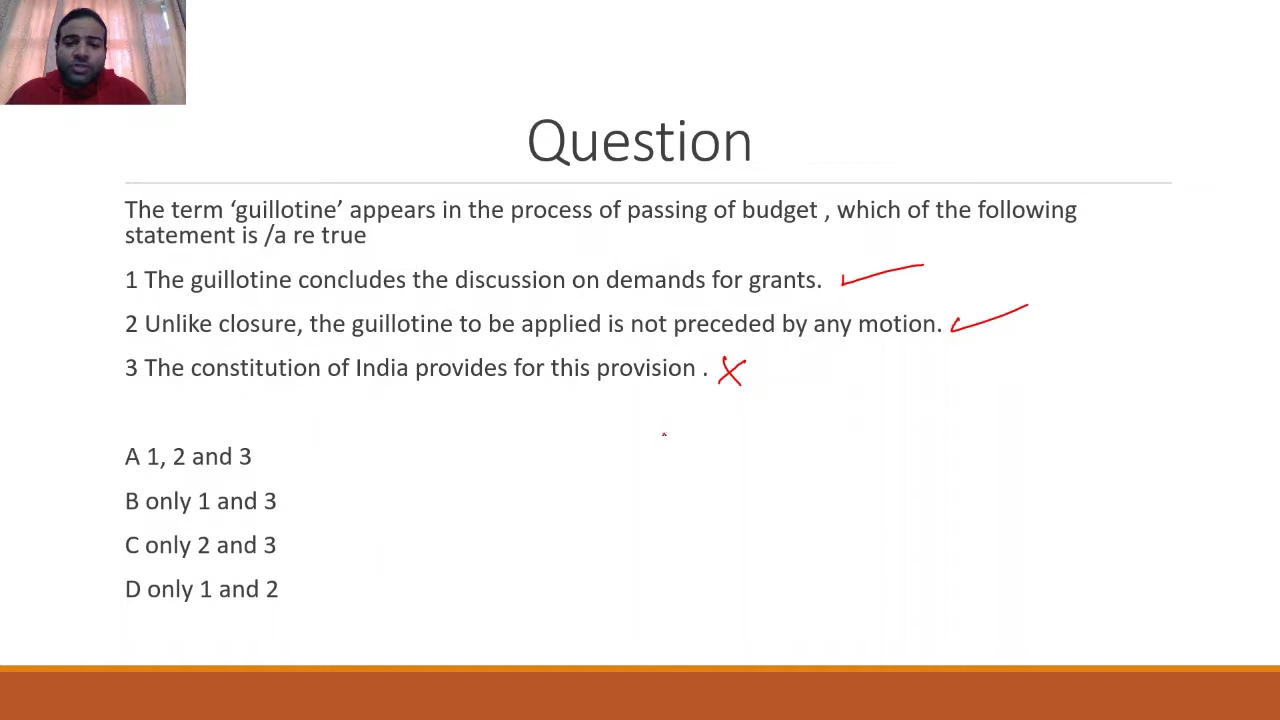 Question
The term ‘guillotine’ appears in the process of passing of budget , which of the following
statement is /a re true
1 The guillotine concludes the discussion on demands for grants.
2 Unlike closure, the guillotine to be applied is not preceded by any motion.
3 The constitution of India provides for this provision .
A 1, 2 and 3
B only 1 and 3
C only 2 and 3
D only 1 and 2